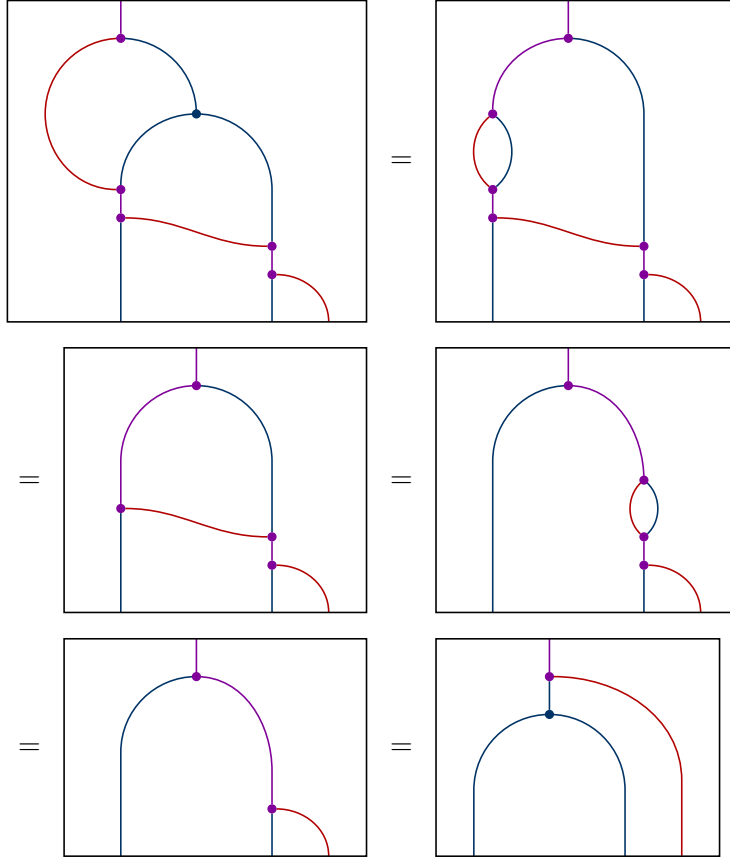 =
= =
= =